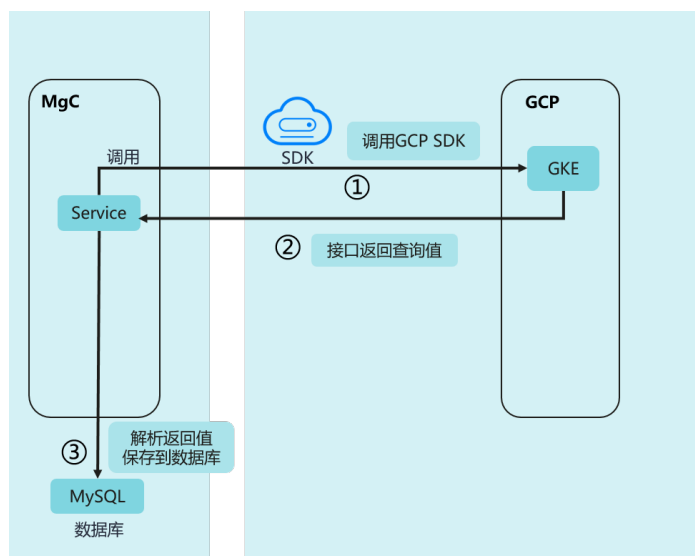 MgC
GCP
调用
SDK
调用GCP SDK
GKE
①
Service
②
接口返回查询值
③
解析返回值
保存到数据库
MySQL
数据库